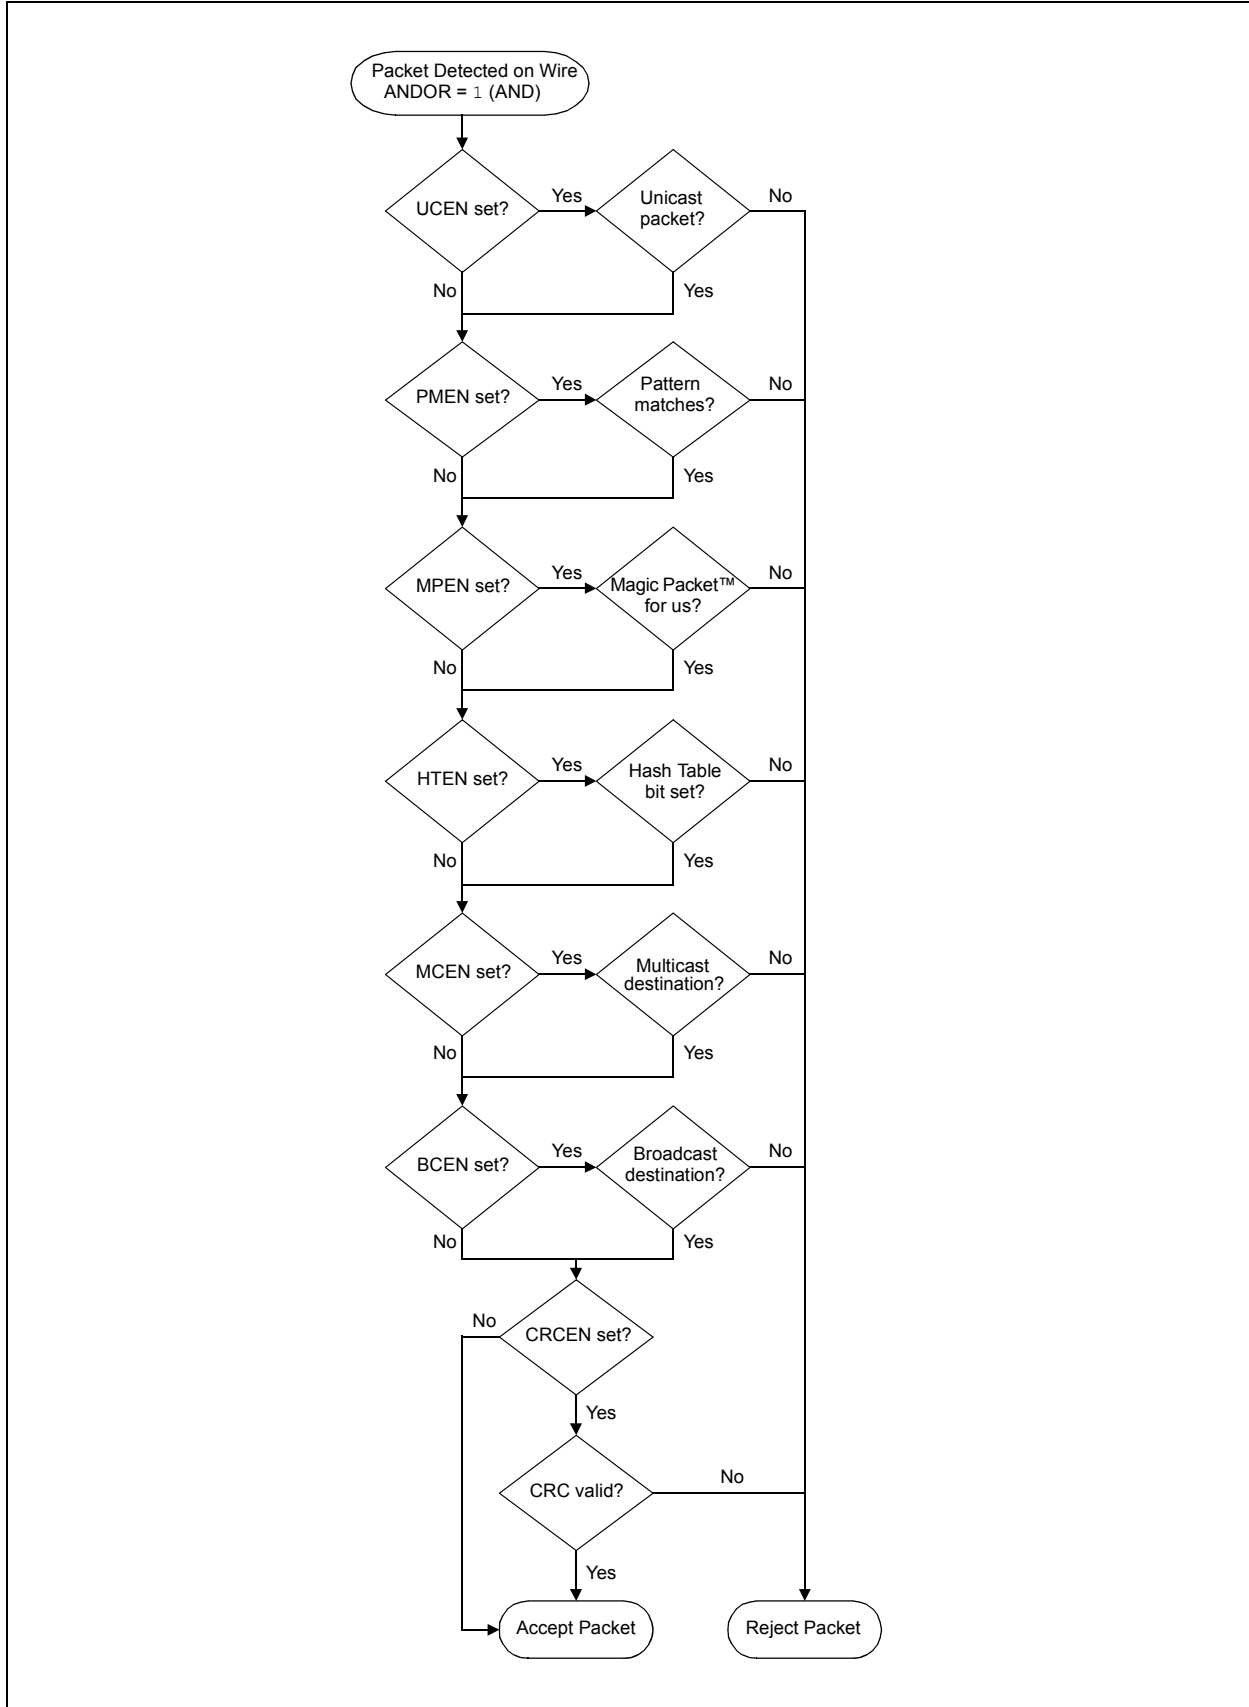 Packet Detected on Wire
ANDOR = 1 (AND)
UCEN set?
Yes
Unicast
packet?
No
No
Yes
PMEN set?
Yes
Pattern
matches?
No
No
Yes
MPEN set?
Yes
Magic Packet™
for us?
No
No
Yes
HTEN set?
Yes
Hash Table
bit set?
No
No
Yes
MCEN set?
Yes
Multicast
destination?
No
No
Yes
BCEN set?
Yes
Broadcast
destination?
No
No
Yes
No
CRCEN set?
Yes
CRC valid?
No
Yes
Accept Packet
Reject Packet